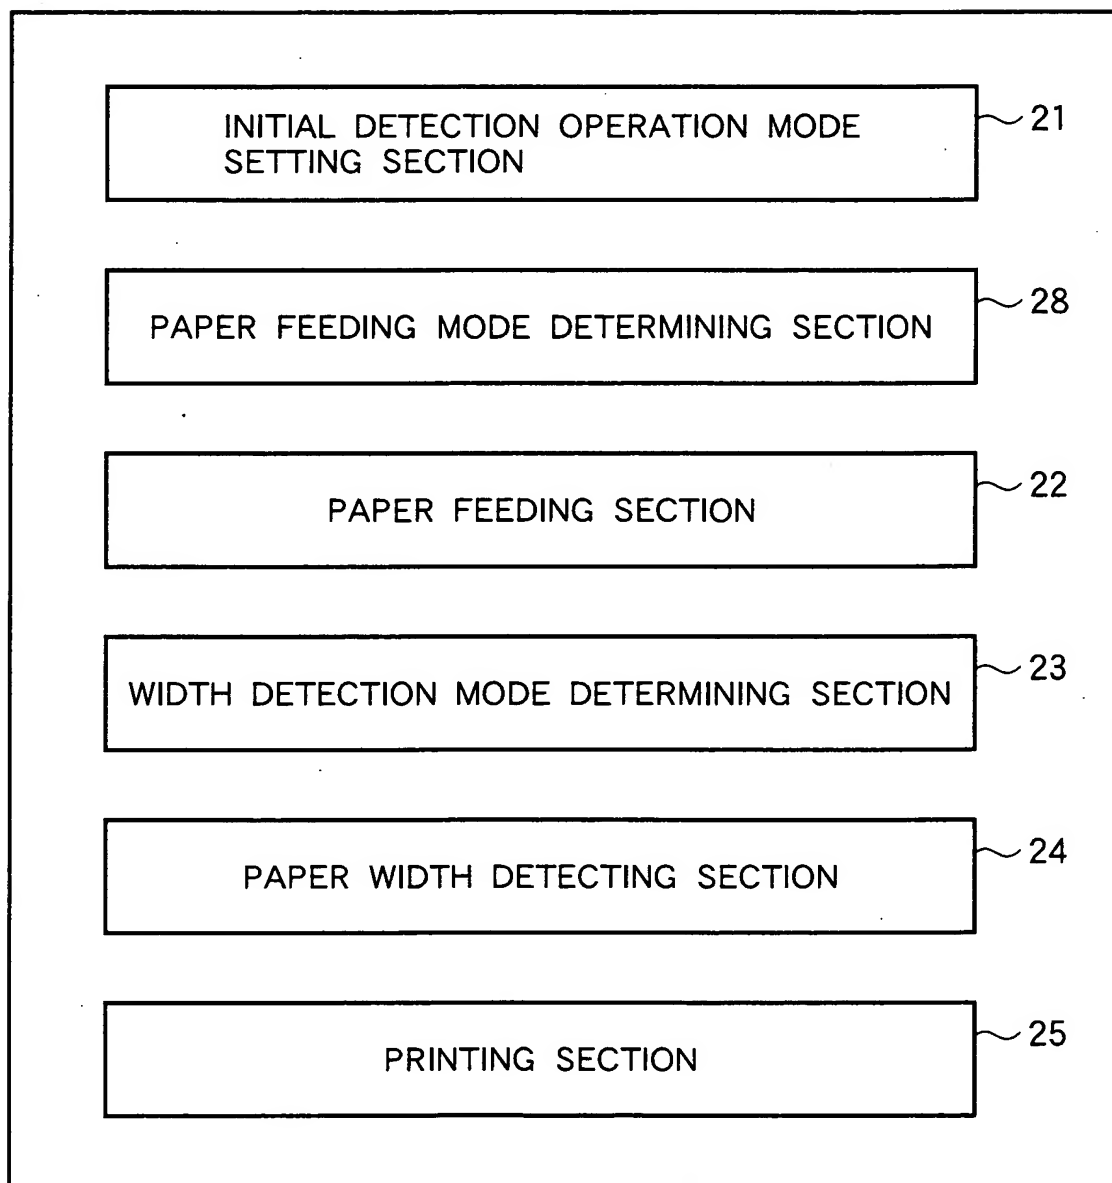 INITIAL DETECTION OPERATION MODE
SETTING SECTION
21
PAPER FEEDING MODE DETERMINING SECTION
28
PAPER FEEDING SECTION
22
WIDTH DETECTION MODE DETERMINING SECTION
23
PAPER WIDTH DETECTING SECTION
24
PRINTING SECTION
25